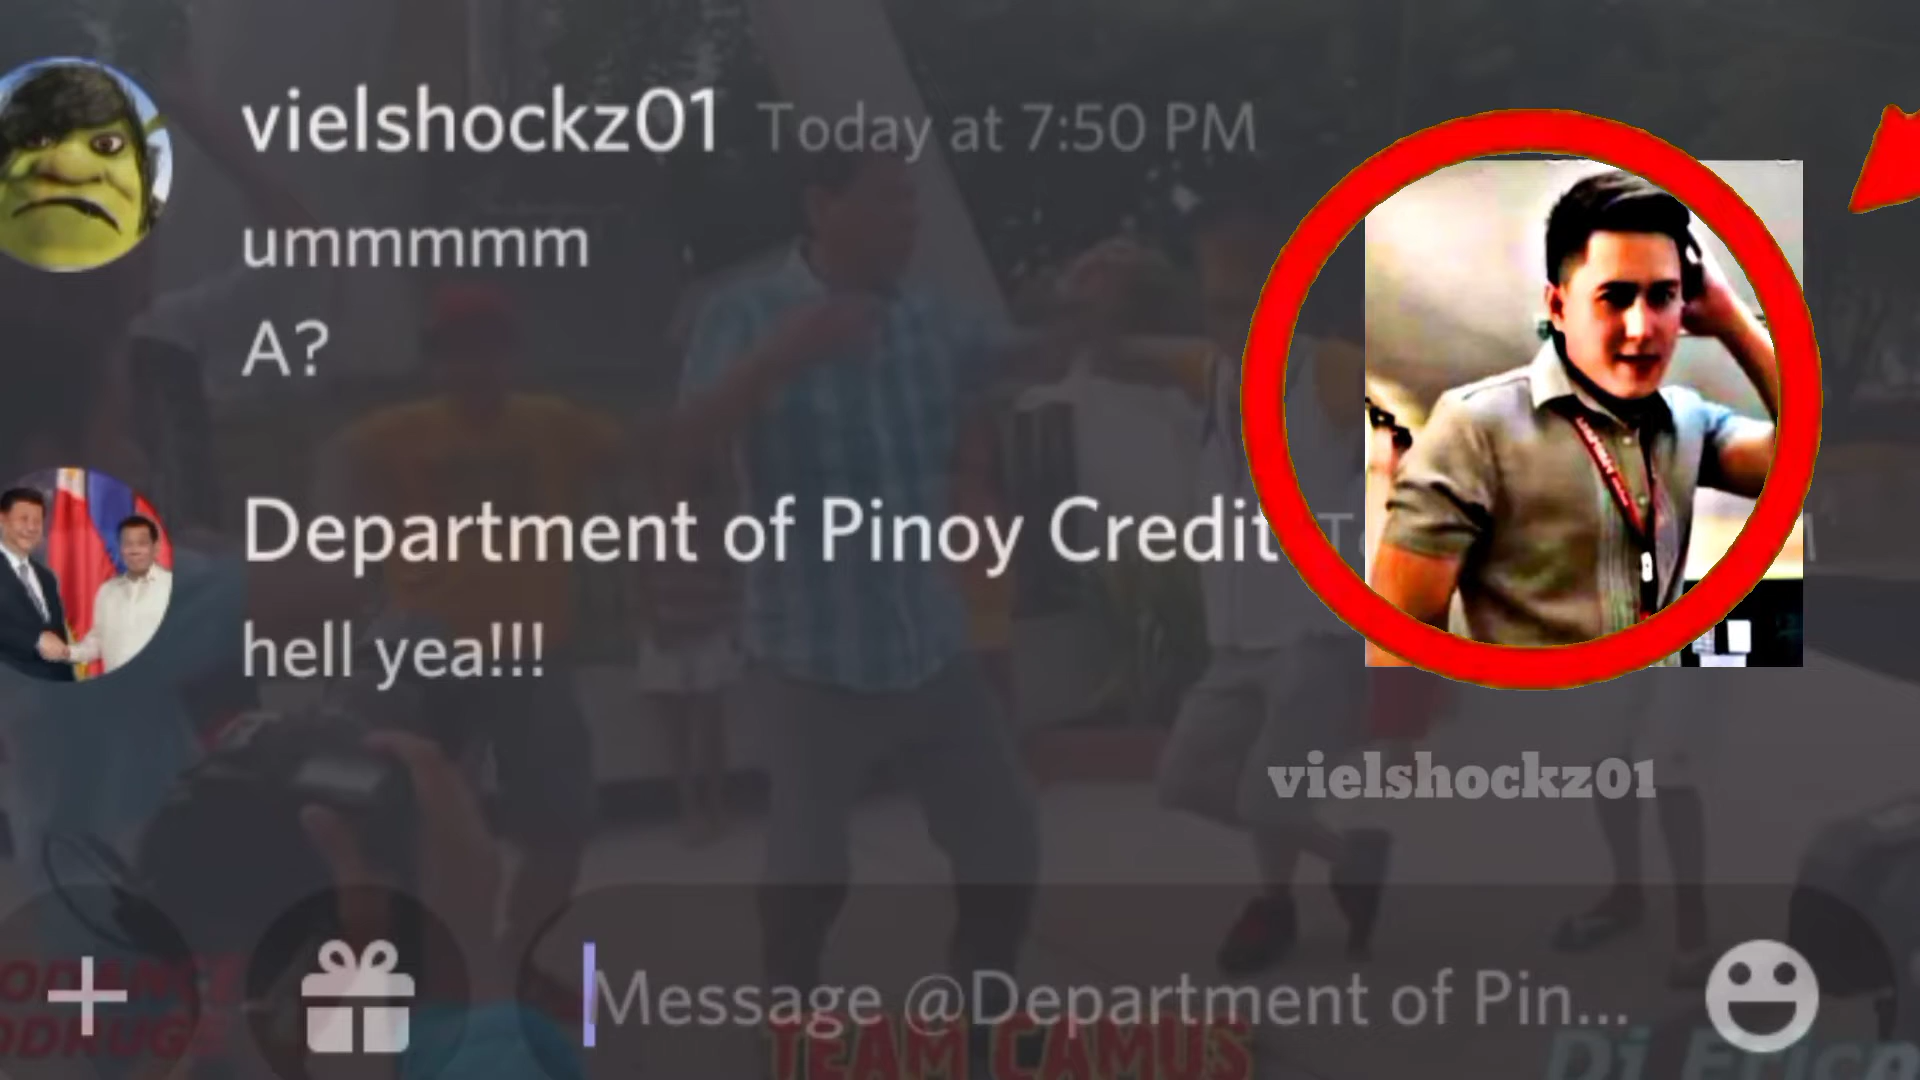 vielshockz01 Today at 7:50 PM
ummmmm
A?
Department of Pinoy Credit
hell yea!!!
vielshockz01
Message @Department of Pin...
TEAM CAMUS